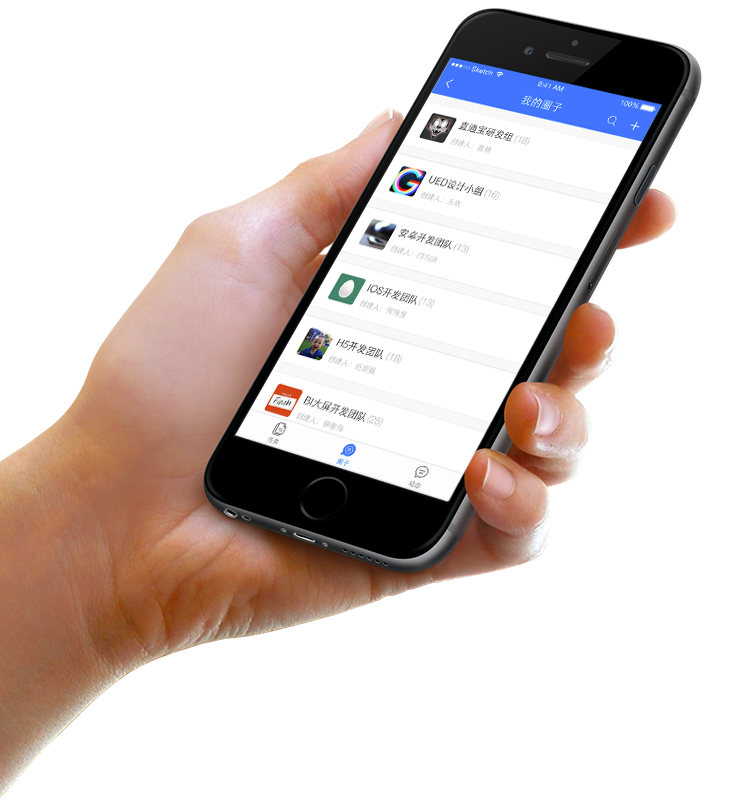 Sketch 9:41 AM 100%
我的圈子
直通宝研发组 (18)
创建人：
UED设计小组 (16)
创建人：王欢
安卓开发团队 (13)
创建人：
IOS开发团队 (13)
创建人：
H5开发团队 (18)
创建人：
Finch
BI大屏开发团队 (25)
创建人：
任务
圈子
动态